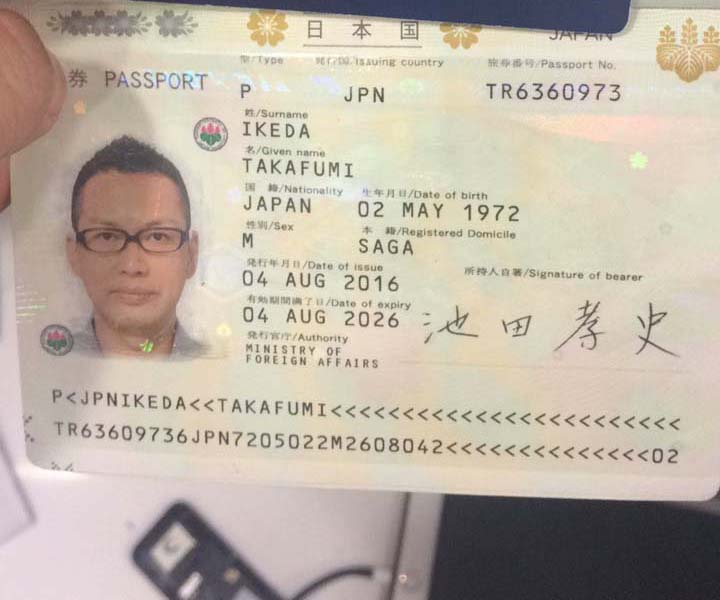 日本国 JAPAN
券 PASSPORT
型/Type 発行国/Issuing country 旅券番号/Passport No.
P JPN TR6360973
姓/Surname
IKEDA
名/Given name
TAKAFUMI
国籍/Nationality 生年月日/Date of birth
JAPAN 02 MAY 1972
性別/Sex 本籍/Registered Domicile
M SAGA
発行年月日/Date of issue 所持人自署/Signature of bearer
04 AUG 2016
有効期間満了日/Date of expiry
04 AUG 2026 池田孝史
発行官庁/Authority
MINISTRY OF
FOREIGN AFFAIRS
P<JPNIKEDA<<TAKAFUMI<<<<<<<<<<<<<<<<<<<<<<<<
TR63609736JPN7205022M2608042<<<<<<<<<<<<<<02